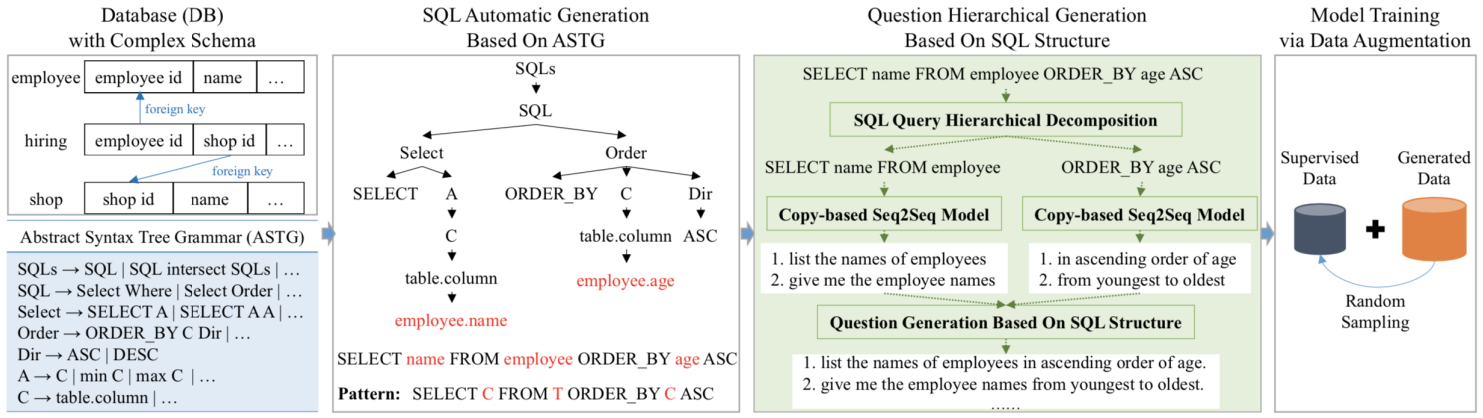 Database (DB)
with Complex Schema
employee
employee id
name
…
foreign key
hiring
employee id
shop id
…
foreign key
shop
shop id
name
…
Abstract Syntax Tree Grammar (ASTG)
SQLs → SQL | SQL intersect SQLs | …
SQL → Select Where | Select Order | …
Select → SELECT A | SELECT A A | …
Order → ORDER_BY C Dir | …
Dir → ASC | DESC
A → C | min C | max C | …
C → table.column | …
SQL Automatic Generation
Based On ASTG
SQLs
SQL
Select
Order
SELECT
A
ORDER_BY
C
Dir
C
table.column
ASC
table.column
employee.age
employee.name
SELECT name FROM employee ORDER_BY age ASC
Pattern: SELECT C FROM T ORDER_BY C ASC
Question Hierarchical Generation
Based On SQL Structure
SELECT name FROM employee ORDER_BY age ASC
SQL Query Hierarchical Decomposition
SELECT name FROM employee
ORDER_BY age ASC
Copy-based Seq2Seq Model
Copy-based Seq2Seq Model
1. list the names of employees
2. give me the employee names
1. in ascending order of age
2. from youngest to oldest
Question Generation Based On SQL Structure
1. list the names of employees in ascending order of age.
2. give me the employee names from youngest to oldest.
……
Model Training
via Data Augmentation
Supervised
Data
Generated
Data
+
Random
Sampling